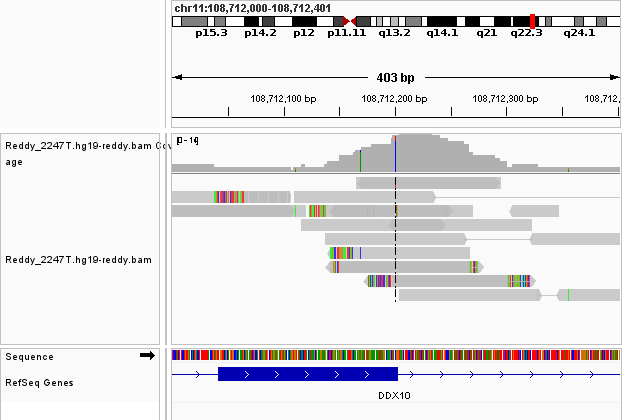 chr11:108,712,000-108,712,401
p15.3 p14.2 p12 p11.11 q13.2 q14.1 q21 q22.3 q24.1
403 bp
108,712,100 bp 108,712,200 bp 108,712,300 bp 108,712,
Reddy_2247T.hg19-reddy.bam Cov
age
[0 - 14]
Reddy_2247T.hg19-reddy.bam
Sequence
RefSeq Genes
DDX10